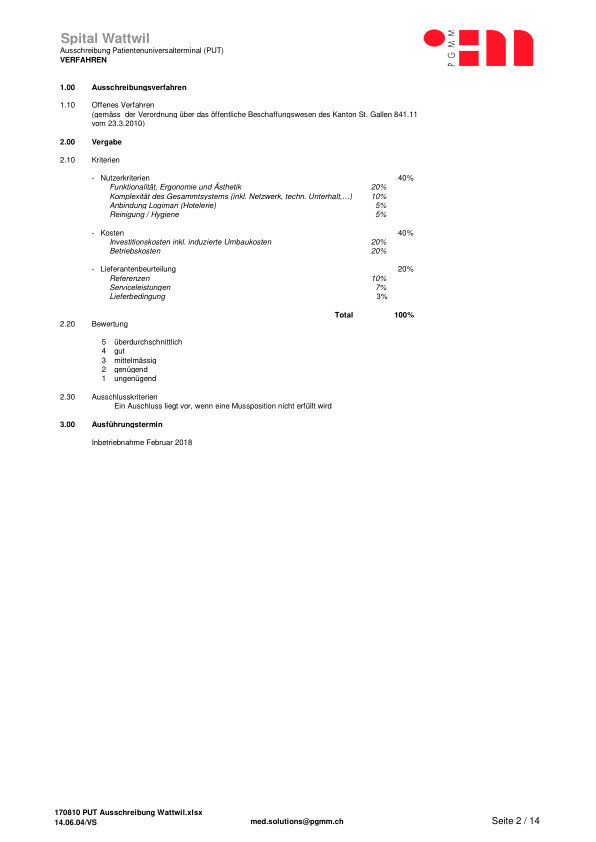 Spital Wattwil
Ausschreibung Patientenuniversalterminal (PUT)
VERFAHREN
PGMM
1.00 Ausschreibungsverfahren
1.10 Offenes Verfahren
(gemäss der Verordnung über das öffentliche Beschaffungswesen des Kanton St. Gallen 841.11
vom 23.3.2010)
2.00 Vergabe
2.10 Kriterien
- Nutzerkriterien 40%
Funktionalität, Ergonomie und Ästhetik 20%
Komplexität des Gesammtsystems (inkl. Netzwerk, techn. Unterhalt,...) 10%
Anbindung Logiman (Hotelerie) 5%
Reinigung / Hygiene 5%
- Kosten 40%
Investitionskosten inkl. induzierte Umbaukosten 20%
Betriebskosten 20%
- Lieferantenbeurteilung 20%
Referenzen 10%
Serviceleistungen 7%
Lieferbedingung 3%
Total 100%
2.20 Bewertung
5 überdurchschnittlich
4 gut
3 mittelmässig
2 genügend
1 ungenügend
2.30 Ausschlusskriterien
Ein Auschluss liegt vor, wenn eine Mussposition nicht erfüllt wird
3.00 Ausführungstermin
Inbetriebnahme Februar 2018
170810 PUT Ausschreibung Wattwil.xlsx
14.06.04/VS med.solutions@pgmm.ch Seite 2 / 14